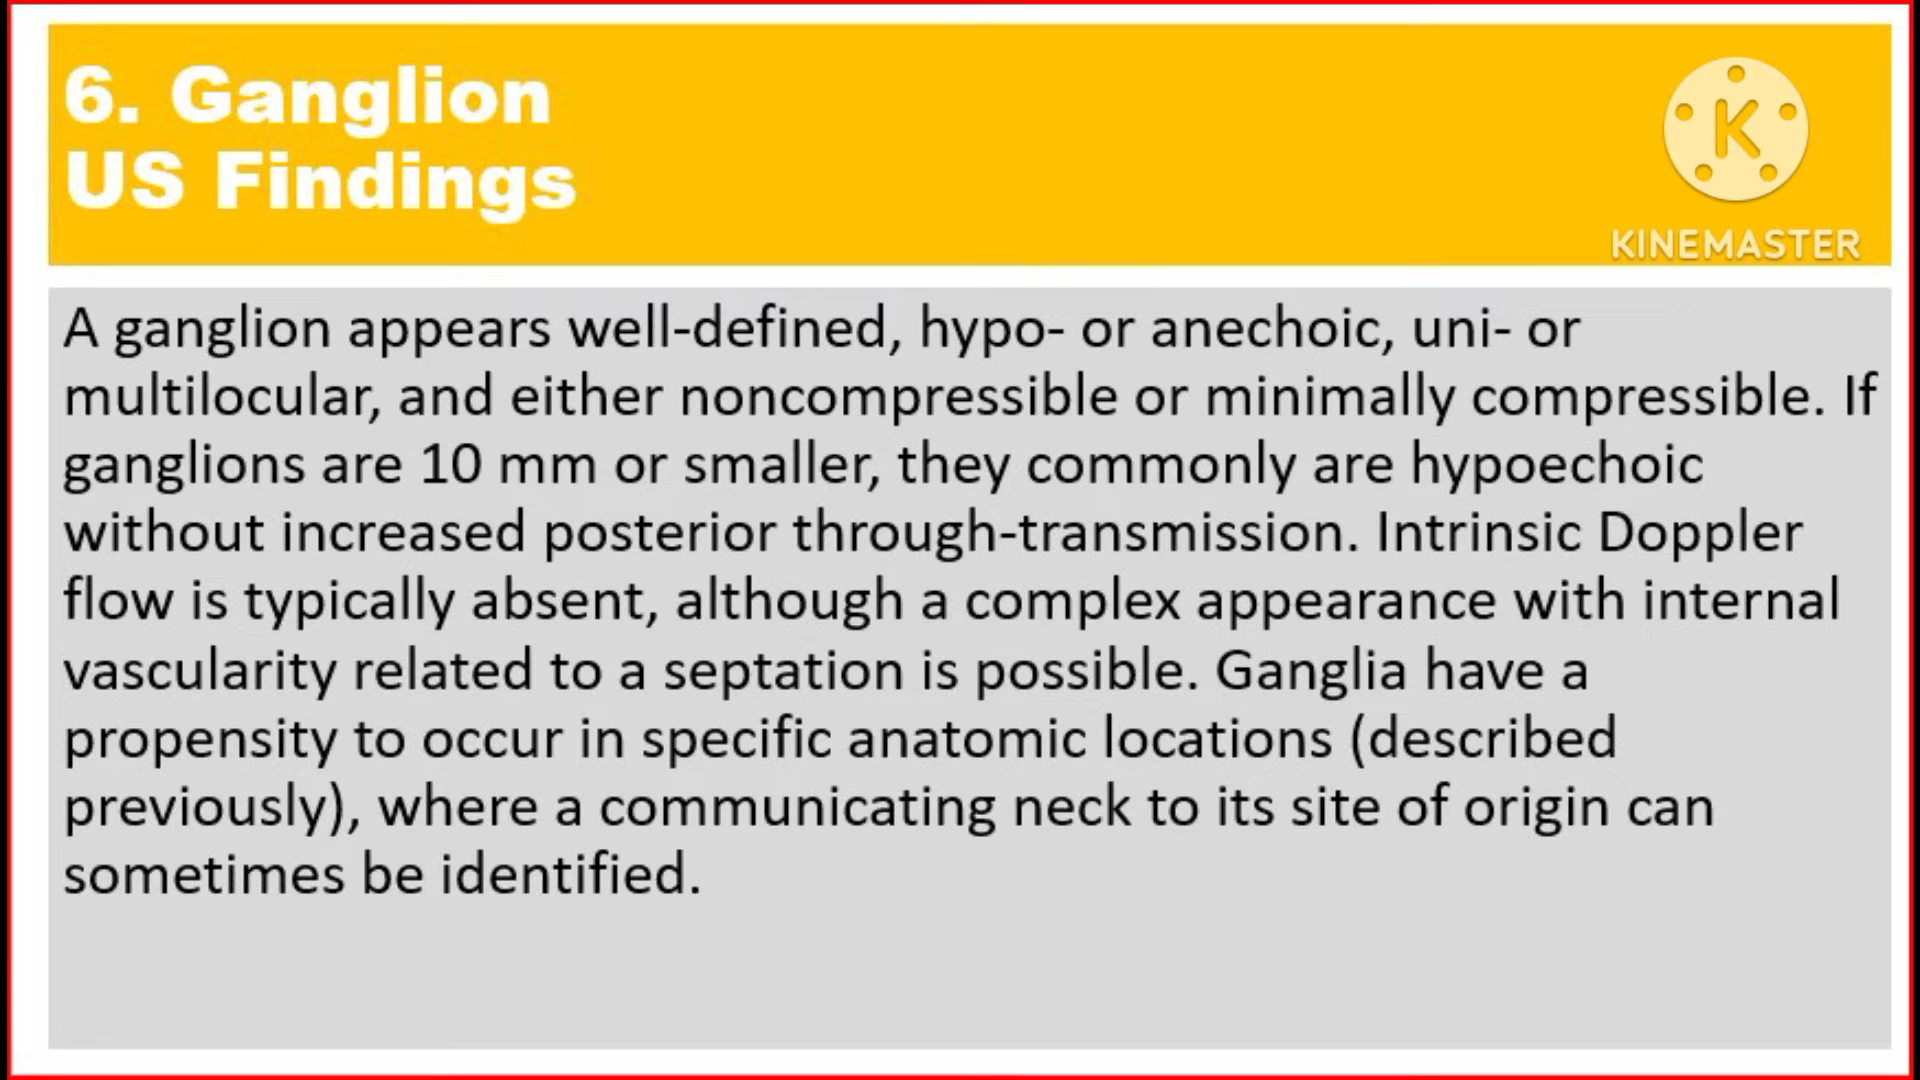 6. Ganglion
US Findings
K
KINEMASTER
A ganglion appears well-defined, hypo- or anechoic, uni- or
multilocular, and either noncompressible or minimally compressible. If
ganglions are 10 mm or smaller, they commonly are hypoechoic
without increased posterior through-transmission. Intrinsic Doppler
flow is typically absent, although a complex appearance with internal
vascularity related to a septation is possible. Ganglia have a
propensity to occur in specific anatomic locations (described
previously), where a communicating neck to its site of origin can
sometimes be identified.